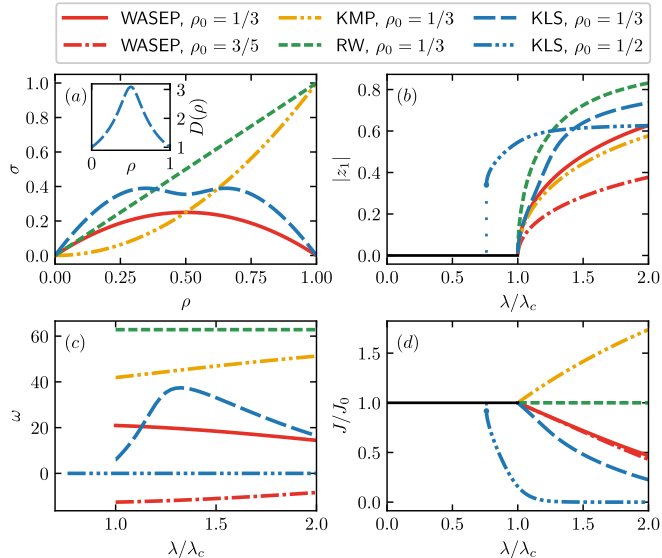 WASEP, ρ₀ = 1/3
KMP, ρ₀ = 1/3
KLS, ρ₀ = 1/3
WASEP, ρ₀ = 3/5
RW, ρ₀ = 1/3
KLS, ρ₀ = 1/2
(a)
1.0
0.8
0.6
0.4
0.2
0.0
σ
0.00
0.25
0.50
0.75
1.00
ρ
3
2
1
D(ρ)
0
ρ
1
(b)
0.8
0.6
0.4
0.2
0.0
|z₁|
0.0
0.5
1.0
1.5
2.0
λ/λc
(c)
60
40
20
0
ω
1.0
1.5
2.0
λ/λc
(d)
1.5
1.0
0.5
0.0
J/J₀
0.0
0.5
1.0
1.5
2.0
λ/λc